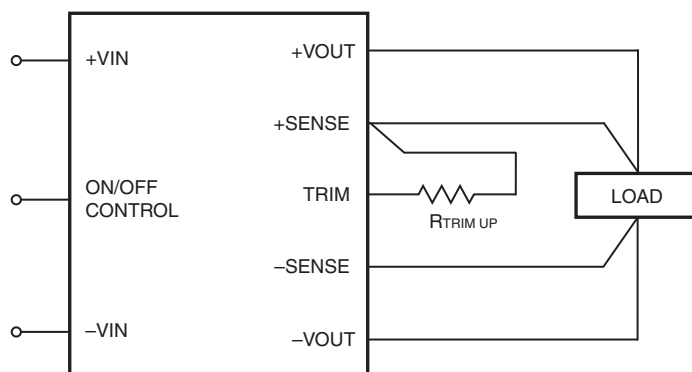 +VIN
ON/OFF
CONTROL
–VIN
+VOUT
+SENSE
TRIM
–SENSE
–VOUT
RTRIM UP
LOAD